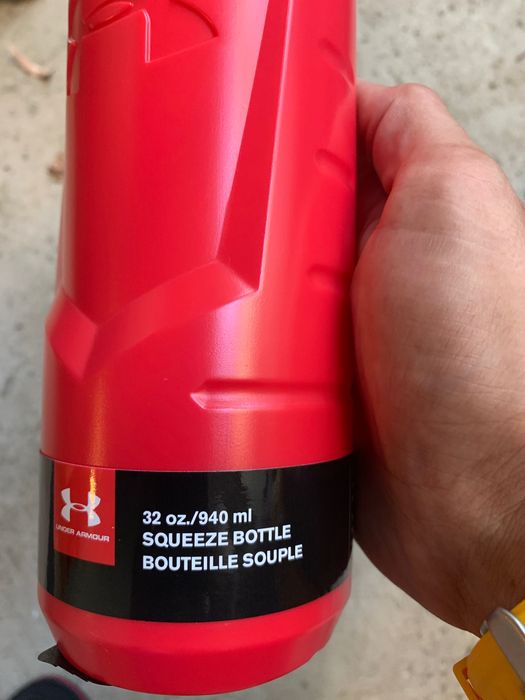 UNDER ARMOUR
32 oz./940 ml
SQUEEZE BOTTLE
BOUTEILLE SOUPLE